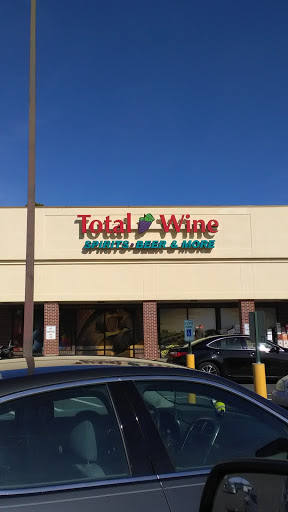 Total Wine
SPIRITS, BEER & MORE